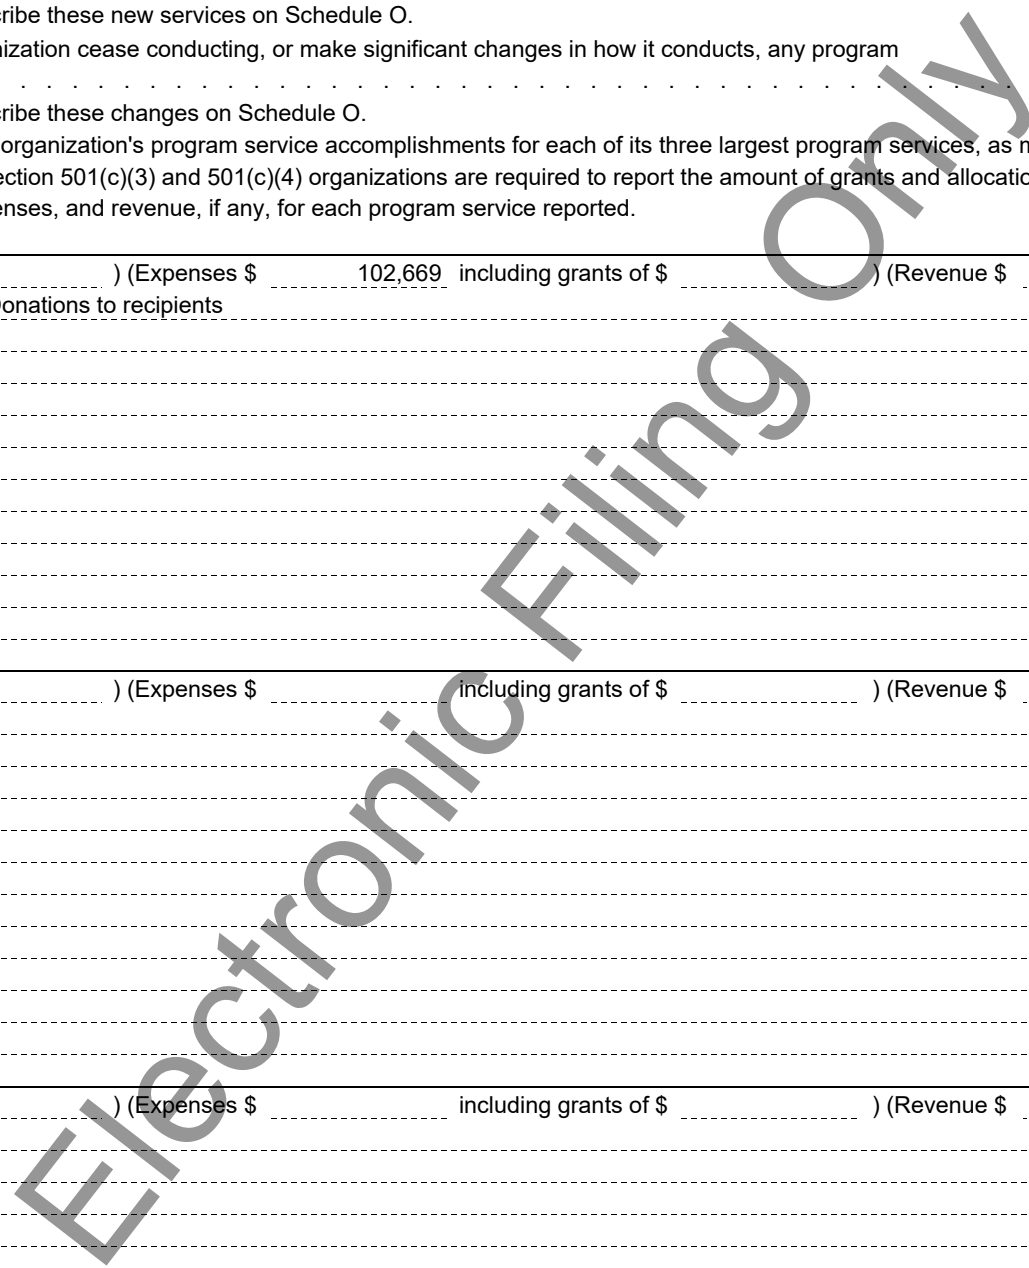 cribe these new services on Schedule O.
nization cease conducting, or make significant changes in how it conducts, any program
. . . . . . . . . . . . . . . . . . . . . . . . . . . . . . . . . . . . . . .
cribe these changes on Schedule O.
organization's program service accomplishments for each of its three largest program services, as m
ection 501(c)(3) and 501(c)(4) organizations are required to report the amount of grants and allocatio
enses, and revenue, if any, for each program service reported.
) (Expenses $ 102,669 including grants of $ ) (Revenue $
onations to recipients
) (Expenses $ including grants of $ ) (Revenue $
) (Expenses $ including grants of $ ) (Revenue $
Electronic Filing Only